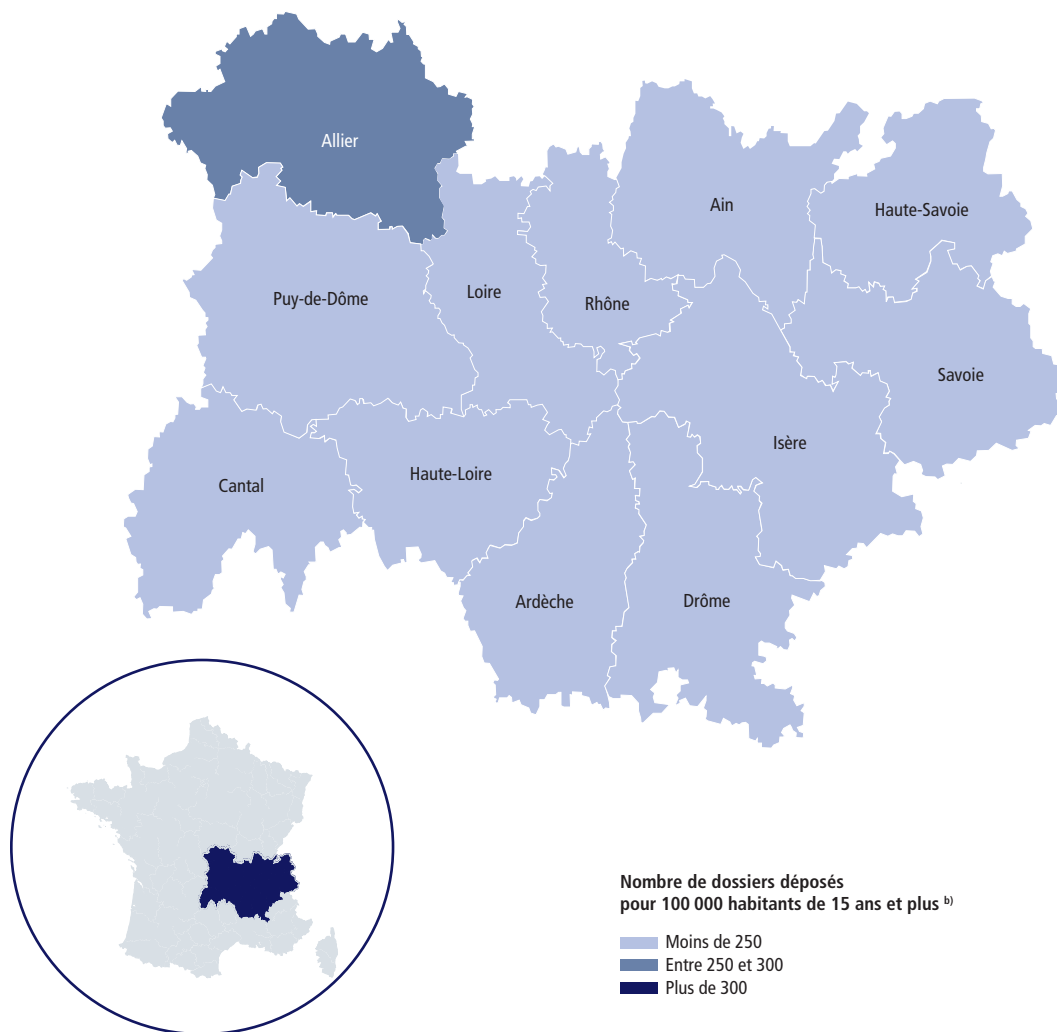 Allier
Ain
Haute-Savoie
Puy-de-Dôme
Loire
Rhône
Savoie
Isère
Haute-Loire
Cantal
Ardèche
Drôme
Nombre de dossiers déposés
pour 100 000 habitants de 15 ans et plus b)
Moins de 250
Entre 250 et 300
Plus de 300